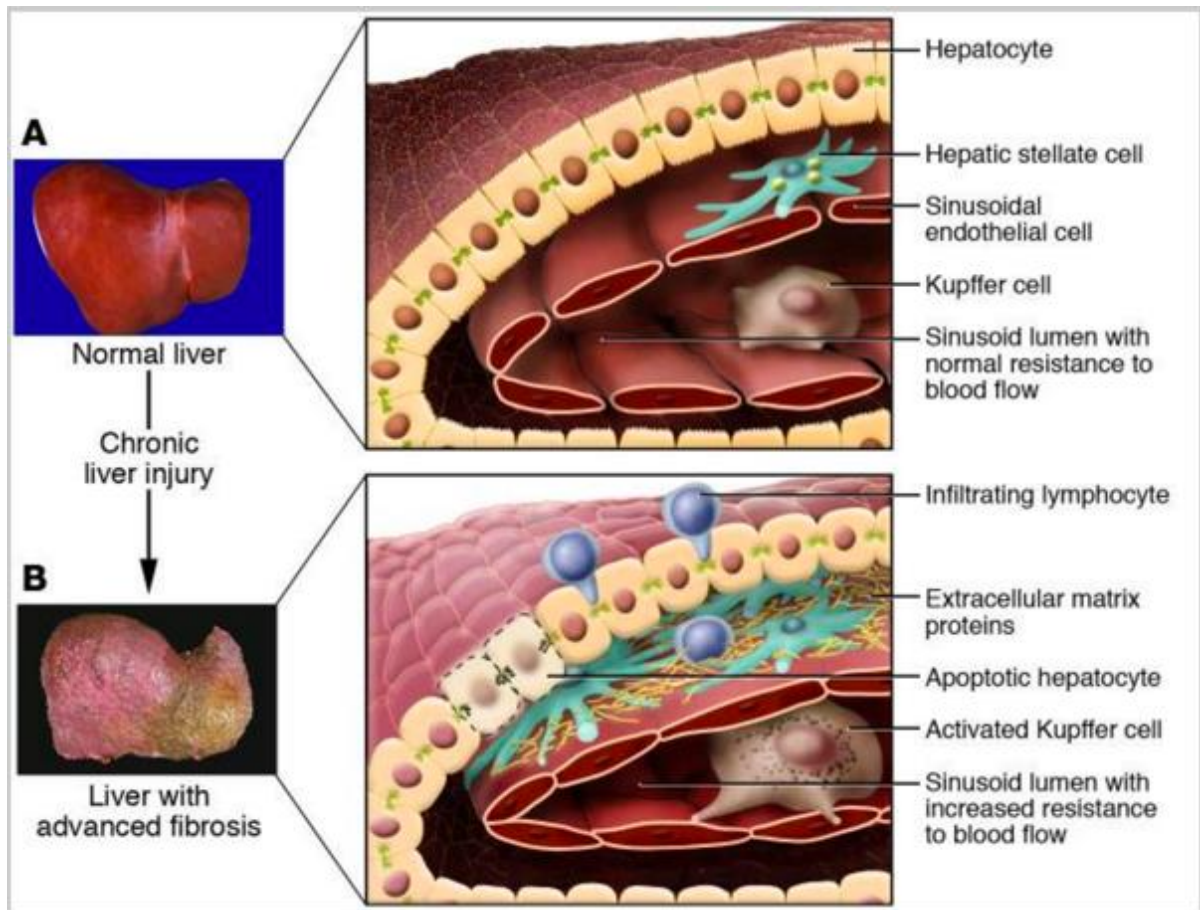 A
Normal liver
Chronic
liver injury
B
Liver with
advanced fibrosis
Hepatocyte
Hepatic stellate cell
Sinusoidal
endothelial cell
Kupffer cell
Sinusoid lumen with
normal resistance to
blood flow
Infiltrating lymphocyte
Extracellular matrix
proteins
Apoptotic hepatocyte
Activated Kupffer cell
Sinusoid lumen with
increased resistance
to blood flow